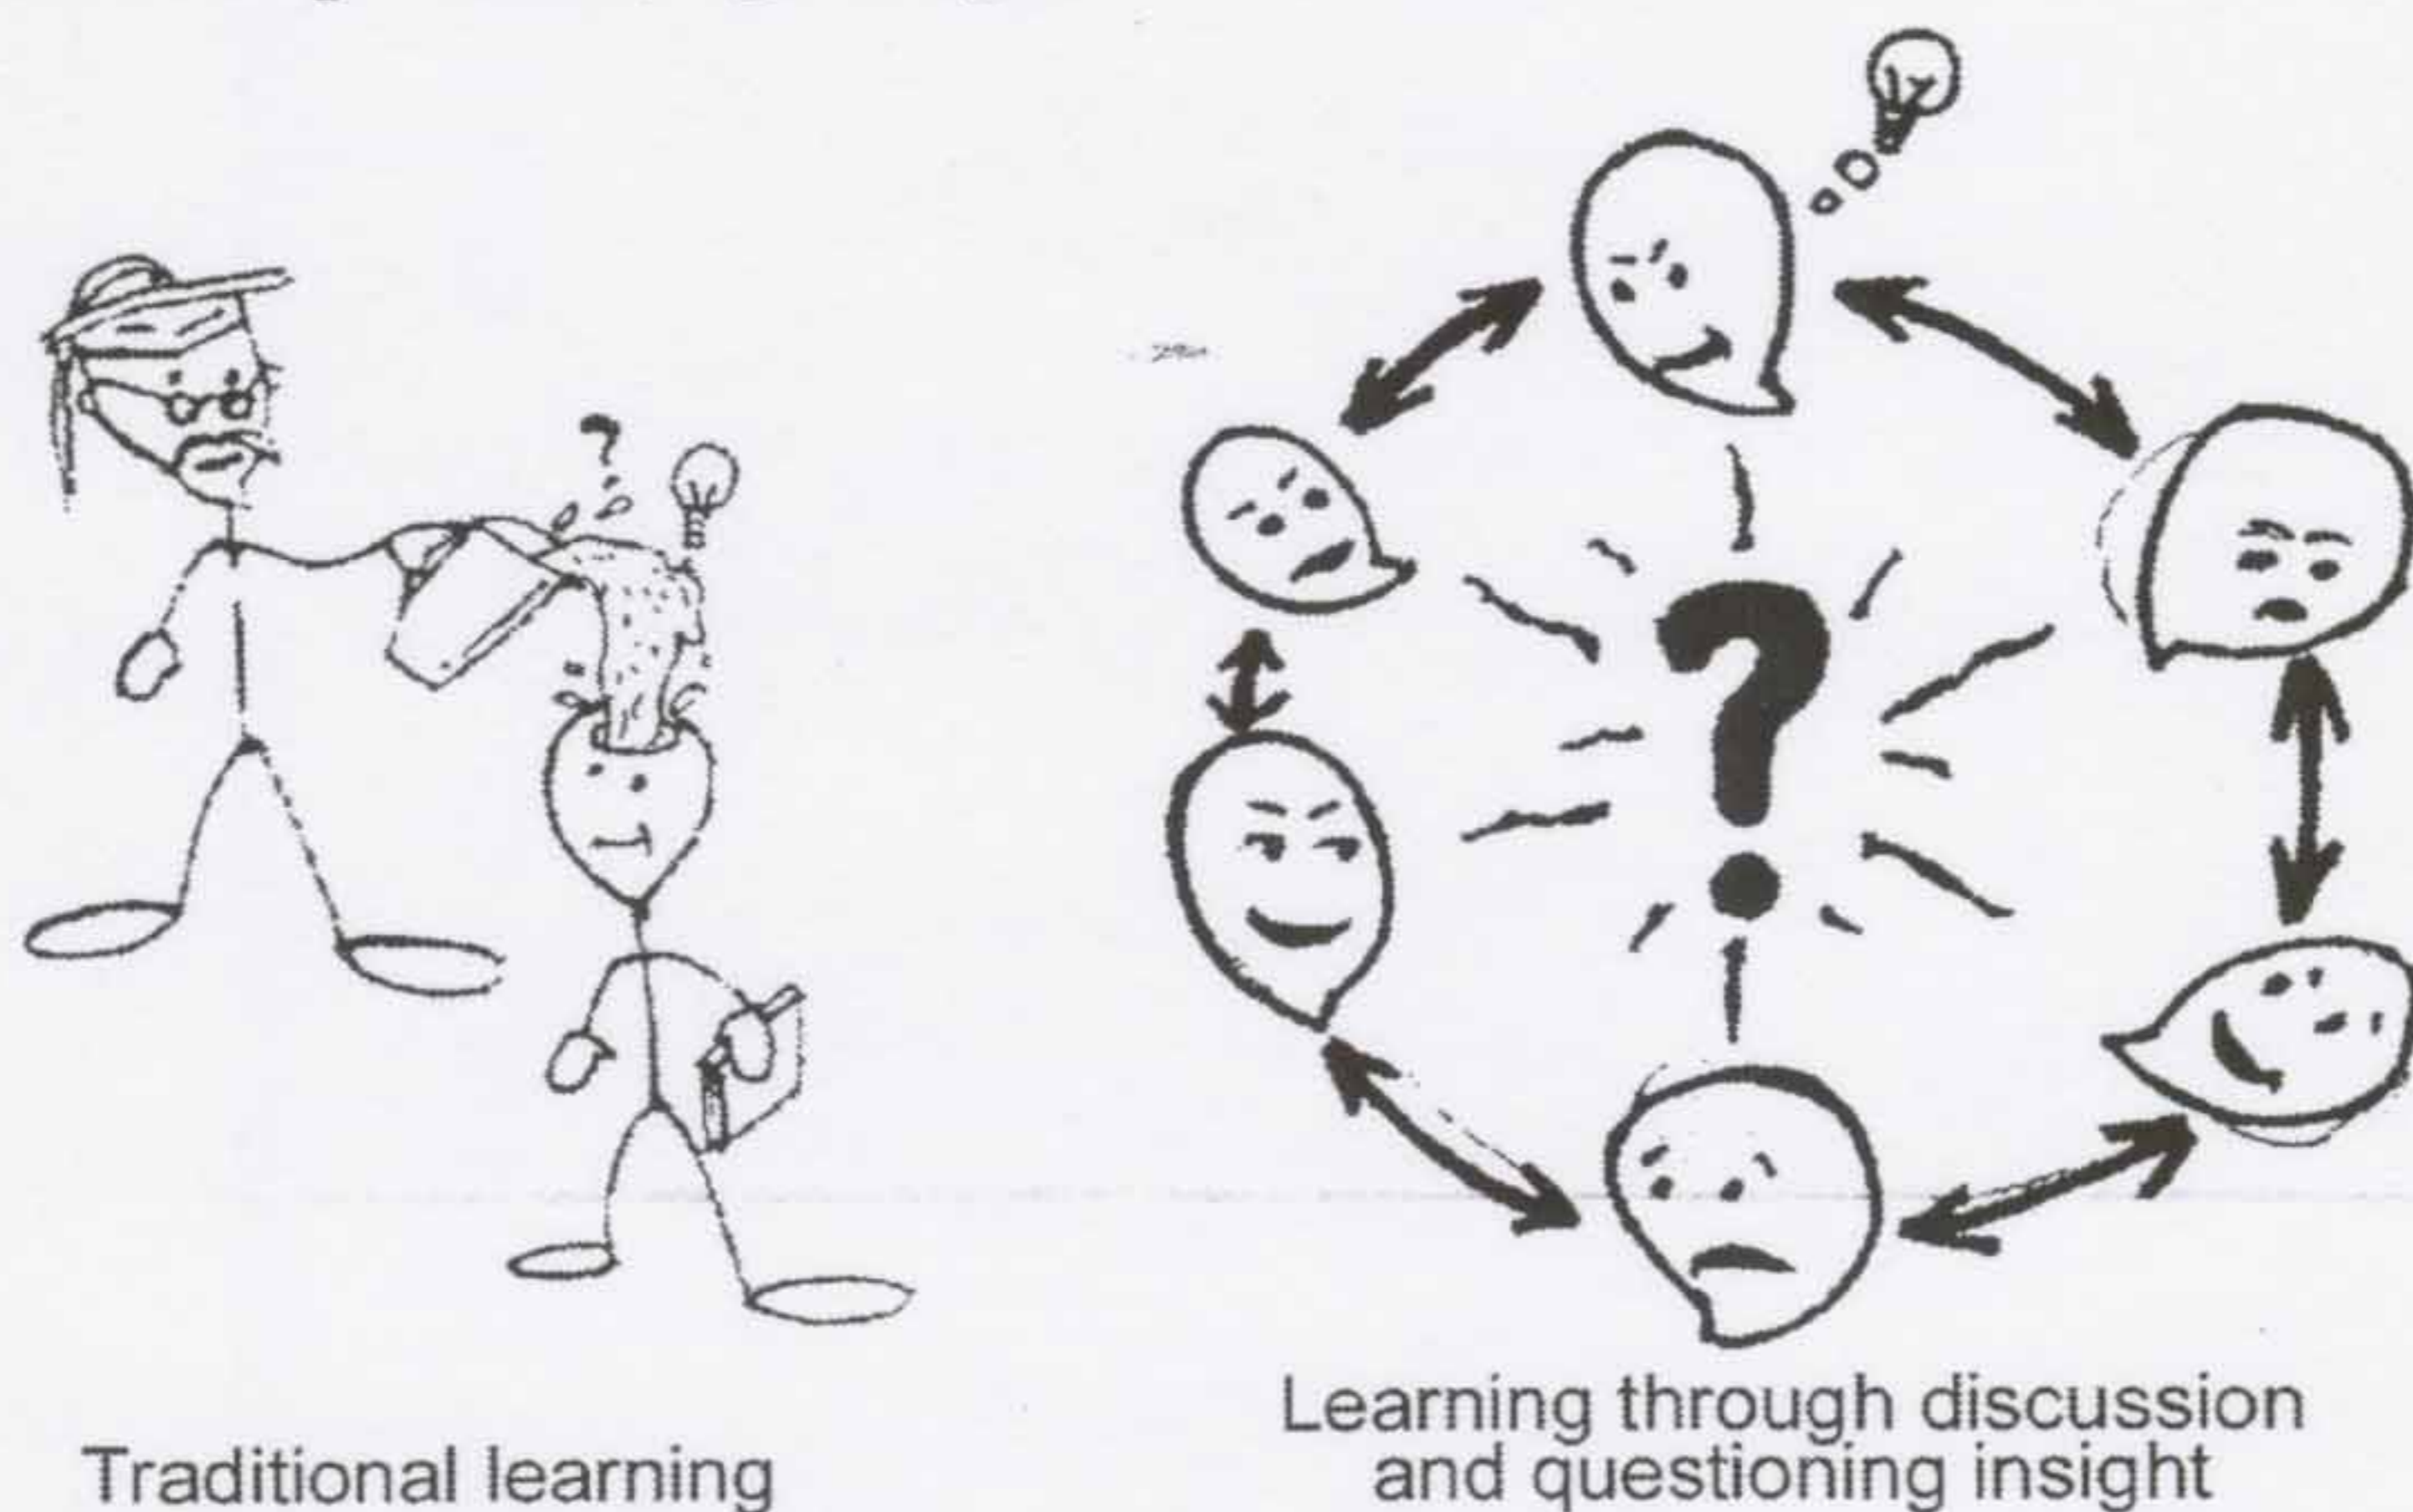 ?
?
Traditional learning
Learning through discussion
and questioning insight